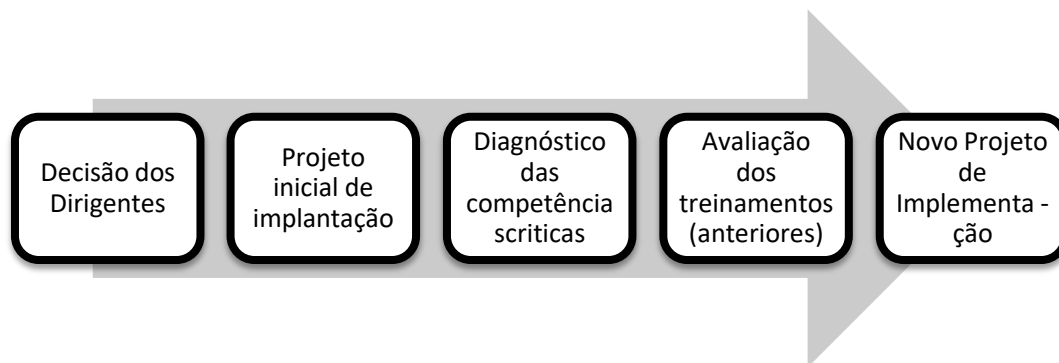 Decisão dos
Dirigentes
Projeto
inicial de
implantação
Diagnóstico
das
competência
scriticas
Avaliação
dos
treinamentos
(anteriores)
Novo Projeto
de
Implementa -
ção